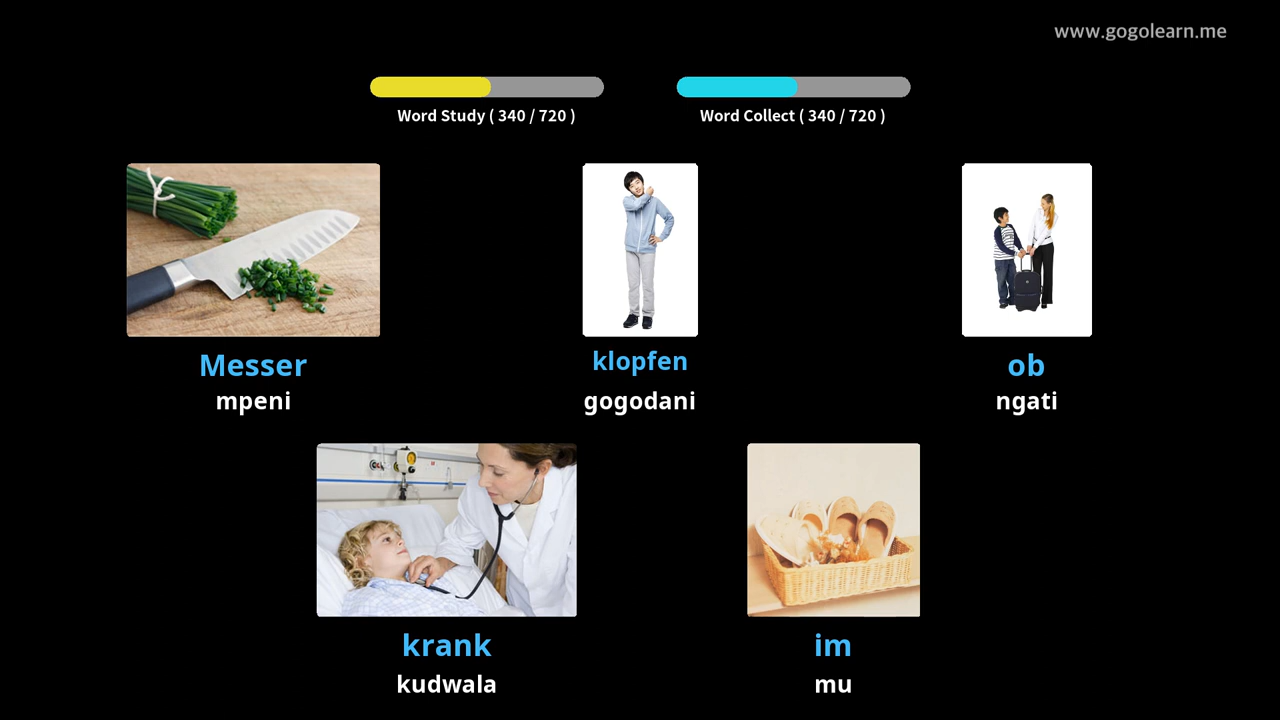 www.gogolearn.me
Word Study ( 340 / 720 )
Word Collect ( 340 / 720 )
Messer
mpeni
klopfen
gogodani
ob
ngati
krank
kudwala
im
mu